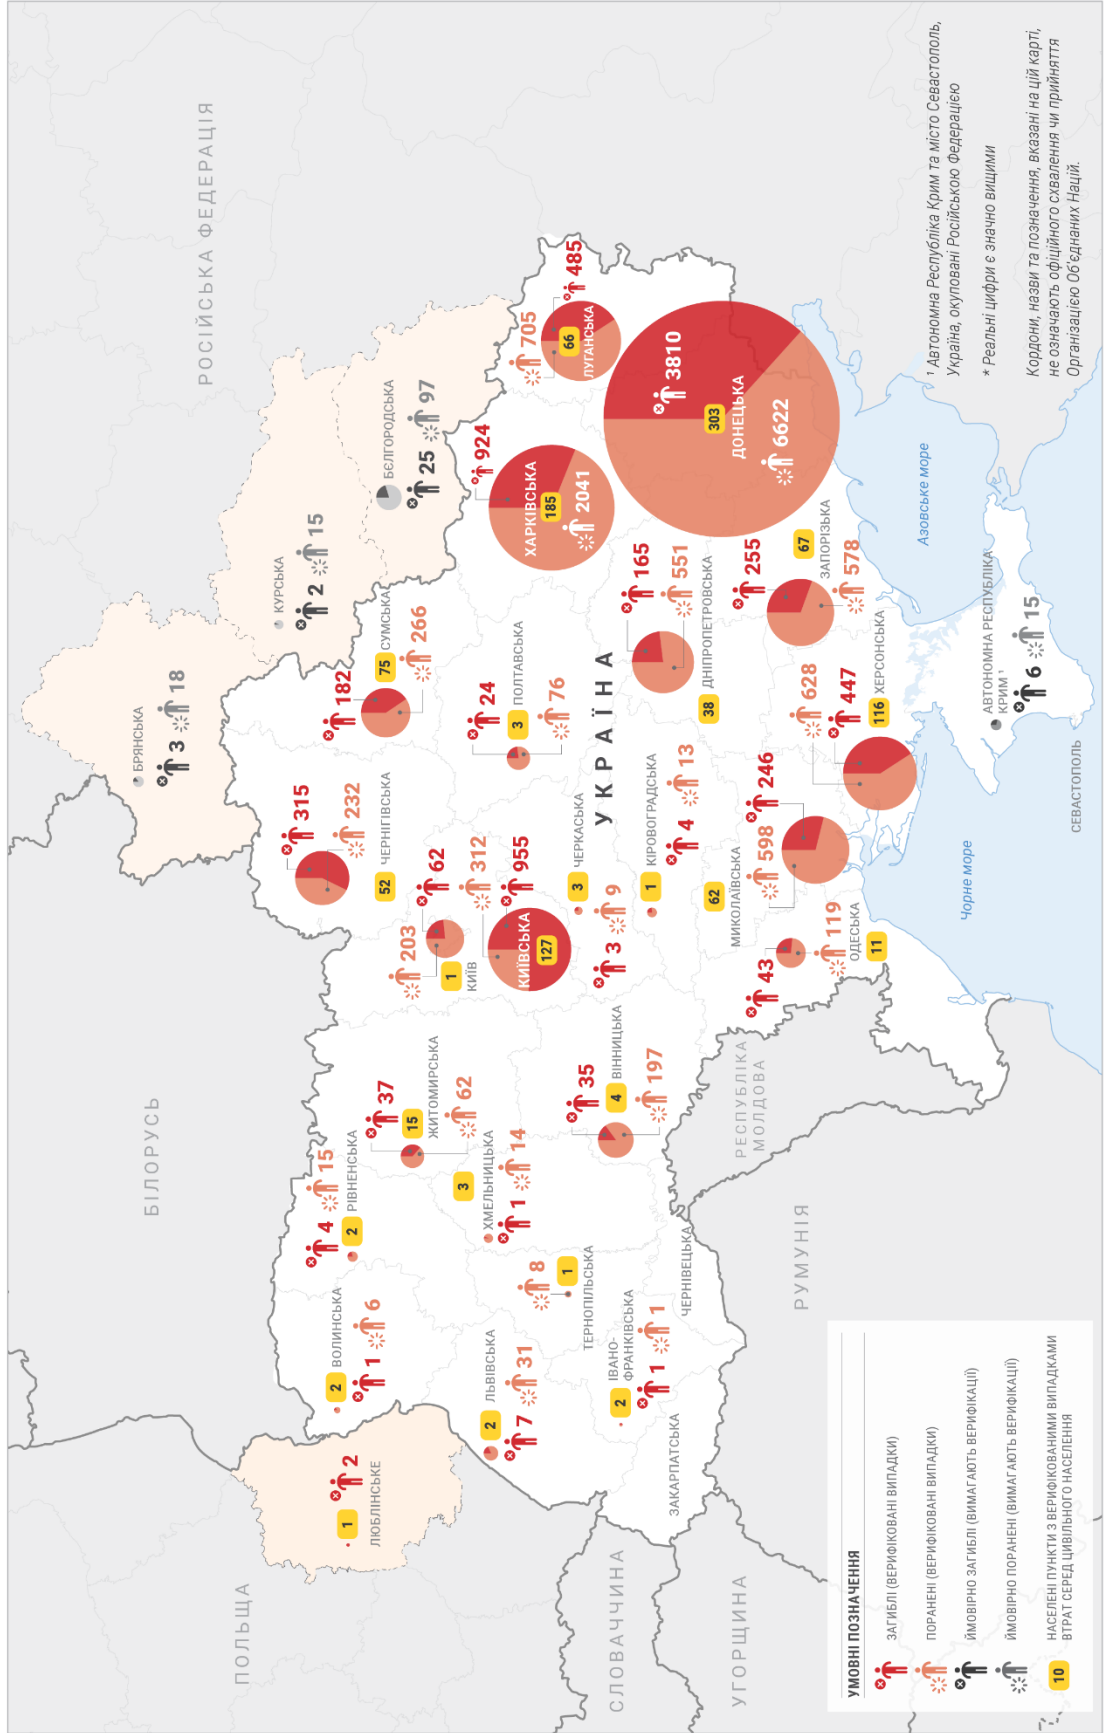 РОСІЙСЬКА ФЕДЕРАЦІЯ
БІЛОРУСЬ
ПОЛЬЩА
СЛОВАЧЧИНА
УГОРЩИНА
РУМУНІЯ
РЕСПУБЛІКА
МОЛДОВА
УКРАЇНА
БРЯНСЬКА
3 18
КУРСЬКА
2 15
БЄЛГОРОДСЬКА
25 97
ЛЮБЛІНСЬКЕ
1
2
ВОЛИНСЬКА
2
1 6
РІВНЕНСЬКА
2
4 15
ЖИТОМИРСЬКА
15
37
62
КИЇВ
1
62
203
КИЇВСЬКА
127
312
955
ЧЕРНІГІВСЬКА
52
315
232
СУМСЬКА
75
182
266
ПОЛТАВСЬКА
3
24
76
ХАРКІВСЬКА
185
924
2041
ЛУГАНСЬКА
66
705
485
ДОНЕЦЬКА
303
3810
6622
ЛЬВІВСЬКА
2
7 31
ТЕРНОПІЛЬСЬКА
1
8
ХМЕЛЬНИЦЬКА
3
1 14
ІВАНО-
ФРАНКІВСЬКА
2
1 1
ЧЕРНІВЕЦЬКА
ЗАКАРПАТСЬКА
ВІННИЦЬКА
4
35
197
ЧЕРКАСЬКА
3
3 9
КІРОВОГРАДСЬКА
1
4 13
ДНІПРОПЕТРОВСЬКА
38
165
551
ЗАПОРІЗЬКА
67
255
578
МИКОЛАЇВСЬКА
62
598
246
ХЕРСОНСЬКА
116
628
447
ОДЕСЬКА
11
43
119
АВТОНОМНА РЕСПУБЛІКА
КРИМ ¹
6 15
СЕВАСТОПОЛЬ
Азовське море
Чорне море
УМОВНІ ПОЗНАЧЕННЯ
ЗАГИБЛІ (ВЕРИФІКОВАНІ ВИПАДКИ)
ПОРАНЕНІ (ВЕРИФІКОВАНІ ВИПАДКИ)
ЙМОВІРНО ЗАГИБЛІ (ВИМАГАЮТЬ ВЕРИФІКАЦІЇ)
ЙМОВІРНО ПОРАНЕНІ (ВИМАГАЮТЬ ВЕРИФІКАЦІЇ)
10
НАСЕЛЕНІ ПУНКТИ З ВЕРИФІКОВАНИМИ ВИПАДКАМИ
ВТРАТ СЕРЕД ЦИВІЛЬНОГО НАСЕЛЕННЯ
¹ Автономна Республіка Крим та місто Севастополь,
Україна, окуповані Російською Федерацією
* Реальні цифри є значно вищими
Кордони, назви та позначення, вказані на цій карті,
не означають офіційного схвалення чи прийняття
Організацією Об'єднаних Націй.